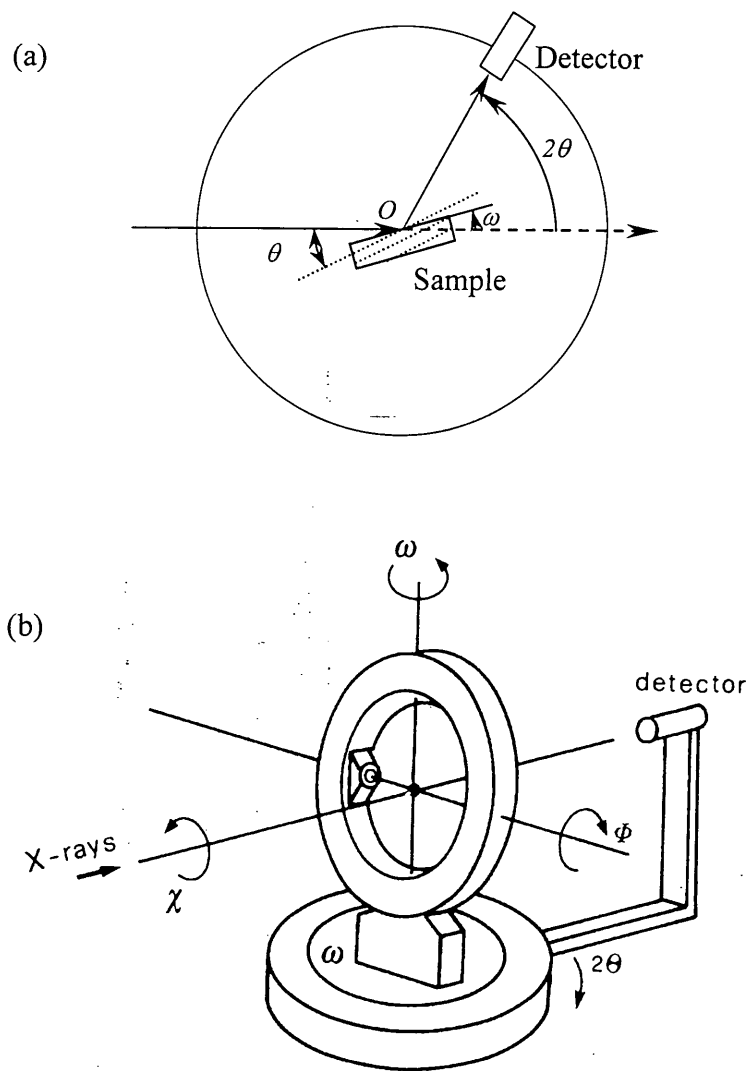 (a)
Detector
2θ
O
ω
θ
Sample
(b)
ω
detector
X-rays
χ
Φ
ω
2θ